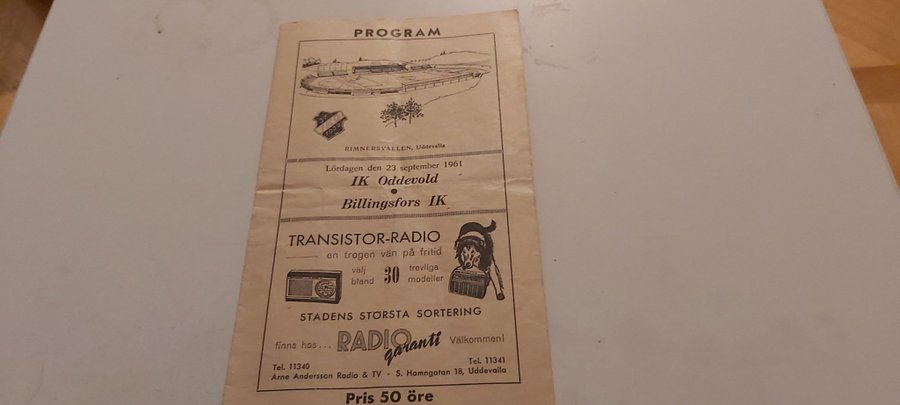 PROGRAM
RIMNERSVALLEN, Uddevalla
Lördagen den 23 september 1961
IK Oddevold
•
Billingsfors IK
TRANSISTOR-RADIO
en trogen vän på fritid
välj bland 30 trevliga modeller
STADENS STÖRSTA SORTERING
finns hos... RADIO garanti Välkommen!
Tel. 11340 Tel. 11341
Arne Andersson Radio & TV - S. Hamngatan 18, Uddevalla
Pris 50 öre